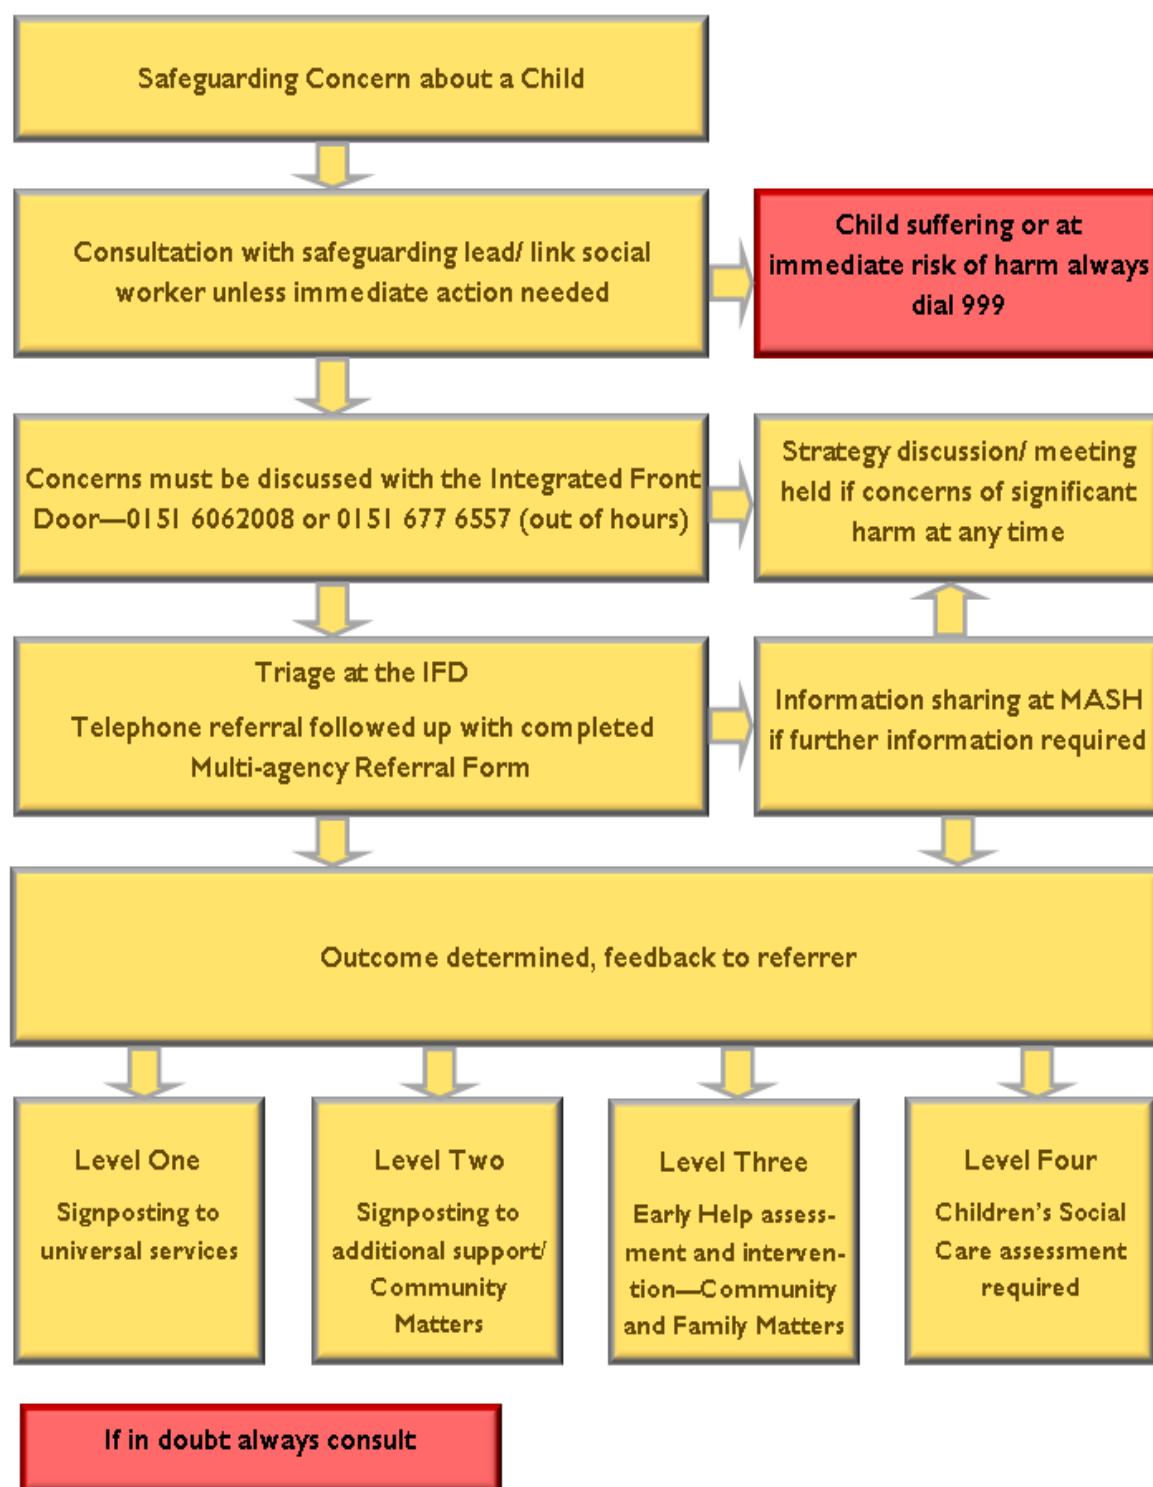 Safeguarding Concern about a Child
Consultation with safeguarding lead/ link social
worker unless immediate action needed
Child suffering or at
immediate risk of harm always
dial 999
Concerns must be discussed with the Integrated Front
Door—0151 6062008 or 0151 677 6557 (out of hours)
Strategy discussion/ meeting
held if concerns of significant
harm at any time
Triage at the IFD
Telephone referral followed up with completed
Multi-agency Referral Form
Information sharing at MASH
if further information required
Outcome determined, feedback to referrer
Level One
Signposting to
universal services
Level Two
Signposting to
additional support/
Community
Matters
Level Three
Early Help assess-
ment and interven-
tion—Community
and Family Matters
Level Four
Children’s Social
Care assessment
required
If in doubt always consult